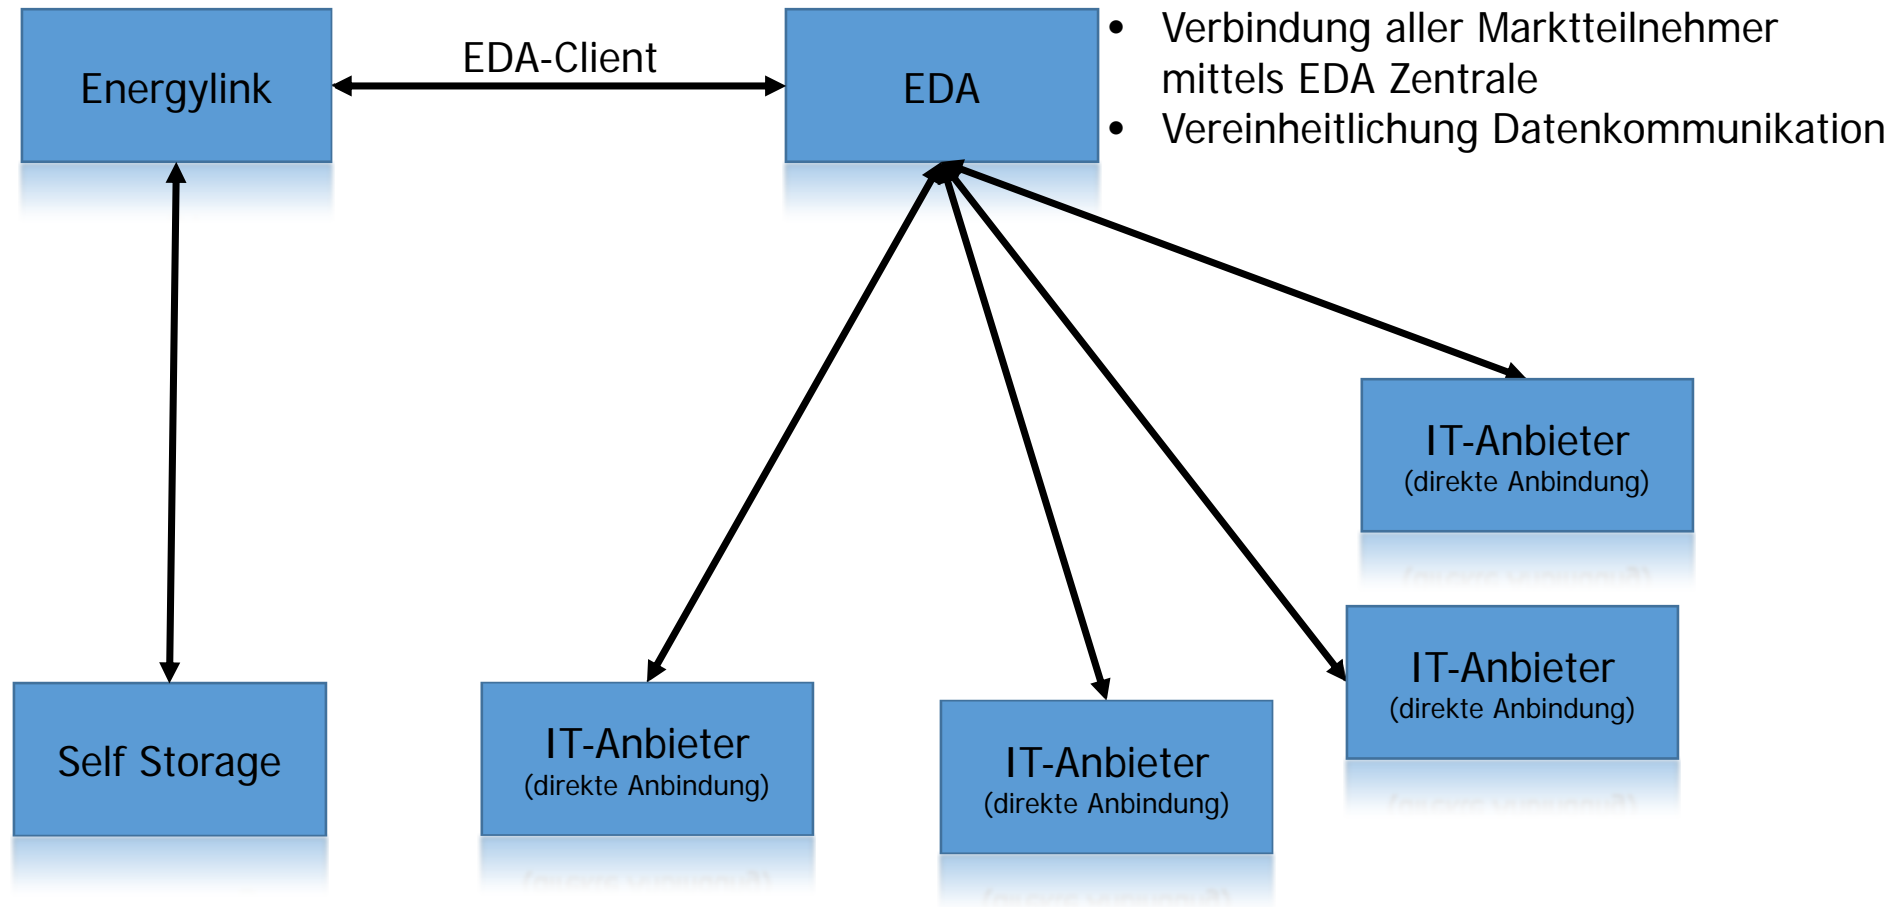 Energylink
EDA-Client
EDA
• Verbindung aller Marktteilnehmer
mittels EDA Zentrale
• Vereinheitlichung Datenkommunikation
IT-Anbieter
(direkte Anbindung)
IT-Anbieter
(direkte Anbindung)
Self Storage
IT-Anbieter
(direkte Anbindung)
IT-Anbieter
(direkte Anbindung)